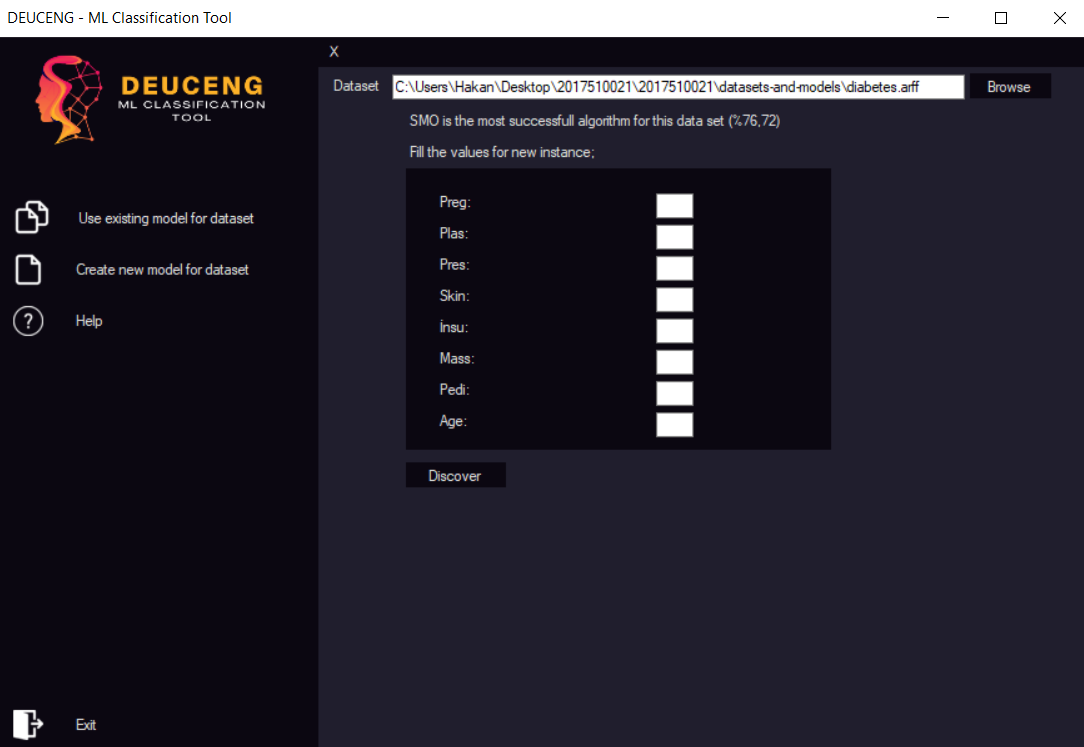 DEUCENG - ML Classification Tool
DEUCENG
ML CLASSIFICATION
TOOL
Use existing model for dataset
Create new model for dataset
? Help
Exit
X
Dataset C:\Users\Hakan\Desktop\2017510021\2017510021\datasets-and-models\diabetes.arff Browse
SMO is the most successfull algorithm for this data set (%76,72)
Fill the values for new instance;
Preg:
Plas:
Pres:
Skin:
İnsu:
Mass:
Pedi:
Age:
Discover